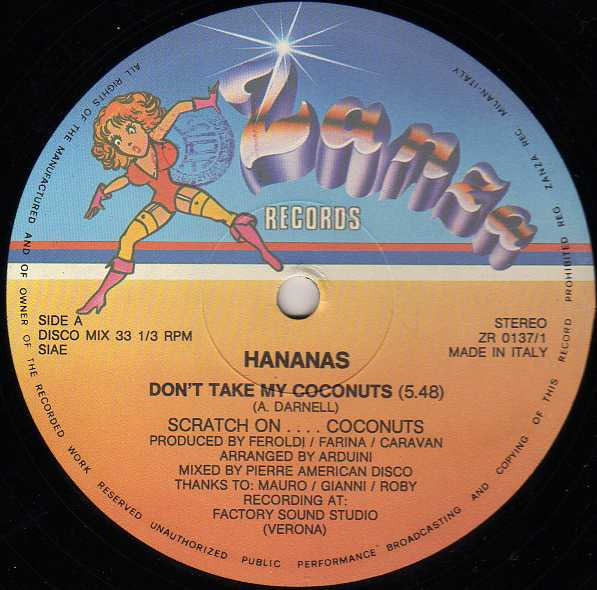 Zanza
RECORDS
SIDE A
DISCO MIX 33 1/3 RPM
SIAE
STEREO
ZR 0137/1
MADE IN ITALY
HANANAS
DON'T TAKE MY COCONUTS (5.48)
(A. DARNELL)
SCRATCH ON .... COCONUTS
PRODUCED BY FEROLDI / FARINA / CARAVAN
ARRANGED BY ARDUINI
MIXED BY PIERRE AMERICAN DISCO
THANKS TO: MAURO / GIANNI / ROBY
RECORDING AT:
FACTORY SOUND STUDIO
(VERONA)
ALL RIGHTS OF THE MANUFACTURED AND OF OWNER OF THE RECORDED WORK RESERVED UNAUTHORIZED PUBLIC PERFORMANCE BROADCASTING AND COPYING OF THIS RECORD PROHIBITED REG ZANZA REC. MILAN-ITALY